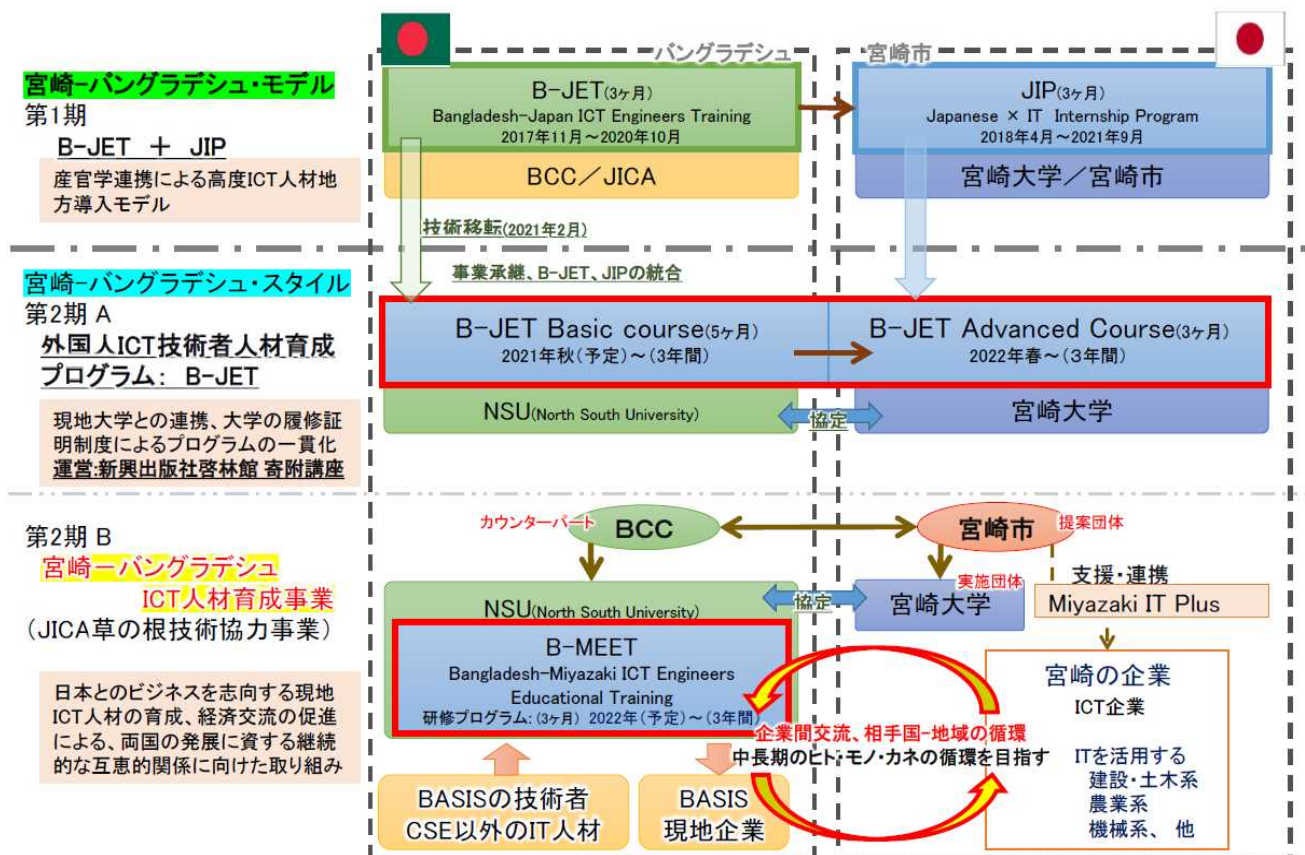 バングラデシュ
宮崎市
宮崎-バングラデシュ・モデル
第1期
B-JET + JIP
産官学連携による高度ICT人材地
方導入モデル
B-JET(3ヶ月)
Bangladesh-Japan ICT Engineers Training
2017年11月~2020年10月
BCC/JICA
JIP(3ヶ月)
Japanese × IT Internship Program
2018年4月~2021年9月
宮崎大学/宮崎市
技術移転(2021年2月)
事業承継、B-JET、JIPの統合
宮崎-バングラデシュ・スタイル
第2期 A
外国人ICT技術者人材育成
プログラム: B-JET
現地大学との連携、大学の履修証
明制度によるプログラムの一貫化
運営:新興出版社啓林館 寄附講座
B-JET Basic course(5ヶ月)
2021年秋(予定)~(3年間)
B-JET Advanced Course(3ヶ月)
2022年春~(3年間)
NSU(North South University)
協定
宮崎大学
第2期 B
宮崎-バングラデシュ
ICT人材育成事業
(JICA草の根技術協力事業)
日本とのビジネスを志向する現地
ICT人材の育成、経済交流の促進
による、両国の発展に資する継続
的な互恵的関係に向けた取り組み
カウンターパート
BCC
宮崎市
提案団体
NSU(North South University)
協定
実施団体
宮崎大学
支援・連携
Miyazaki IT Plus
B-MEET
Bangladesh-Miyazaki ICT Engineers
Educational Training
研修プログラム:(3ヶ月) 2022年(予定)~(3年間)
企業間交流、相手国-地域の循環
中長期のヒト・モノ・カネの循環を目指す
宮崎の企業
ICT企業
ITを活用する
建設・土木系
農業系
機械系、他
BASISの技術者
CSE以外のIT人材
BASIS
現地企業